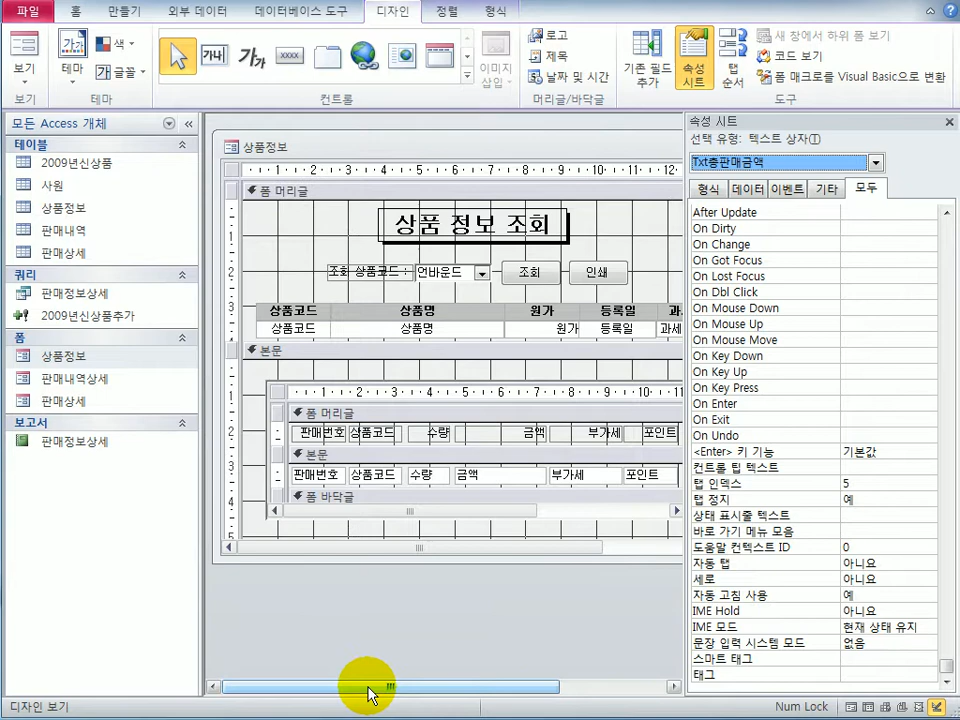 파일 홈 만들기 외부 데이터 데이터베이스 도구 디자인 정렬 형식
보기 테마 색 글꼴 가나 가가 xxxx 이미지 삽입 로고 제목 날짜 및 시간 기존 필드 추가 속성 시트 탭 순서 새 창에서 하위 폼 보기 코드 보기 폼 매크로를 Visual Basic으로 변환
보기 테마 컨트롤 머리글/바닥글 도구
모든 Access 개체 «
테이블
2009년신상품
사원
상품정보
판매내역
판매상세
쿼리
판매정보상세
2009년신상품추가
폼
상품정보
판매내역상세
판매상세
보고서
판매정보상세
상품정보
1 2 3 4 5 6 7 8 9 10 11 12
폼 머리글
상품 정보 조회
조회 상품코드 : 언바운드 조회 인쇄
상품코드 상품명 원가 등록일 과
상품코드 상품명 원가 등록일 과세
본문
1 2 3 4 5 6 7 8 9 10 11
폼 머리글
판매번호 상품코드 수량 금액 부가세 포인트
본문
판매번호 상품코드 수량 금액 부가세 포인트
폼 바닥글
속성 시트
선택 유형: 텍스트 상자(T)
Txt총판매금액
형식 데이터 이벤트 기타 모두
After Update
On Dirty
On Change
On Got Focus
On Lost Focus
On Dbl Click
On Mouse Down
On Mouse Up
On Mouse Move
On Key Down
On Key Up
On Key Press
On Enter
On Exit
On Undo
<Enter> 키 기능 기본값
컨트롤 팁 텍스트
탭 인덱스 5
탭 정지 예
상태 표시줄 텍스트
바로 가기 메뉴 모음
도움말 컨텍스트 ID 0
자동 탭 아니요
세로 아니요
자동 고침 사용 예
IME Hold 아니요
IME 모드 현재 상태 유지
문장 입력 시스템 모드 없음
스마트 태그
태그
디자인 보기 Num Lock